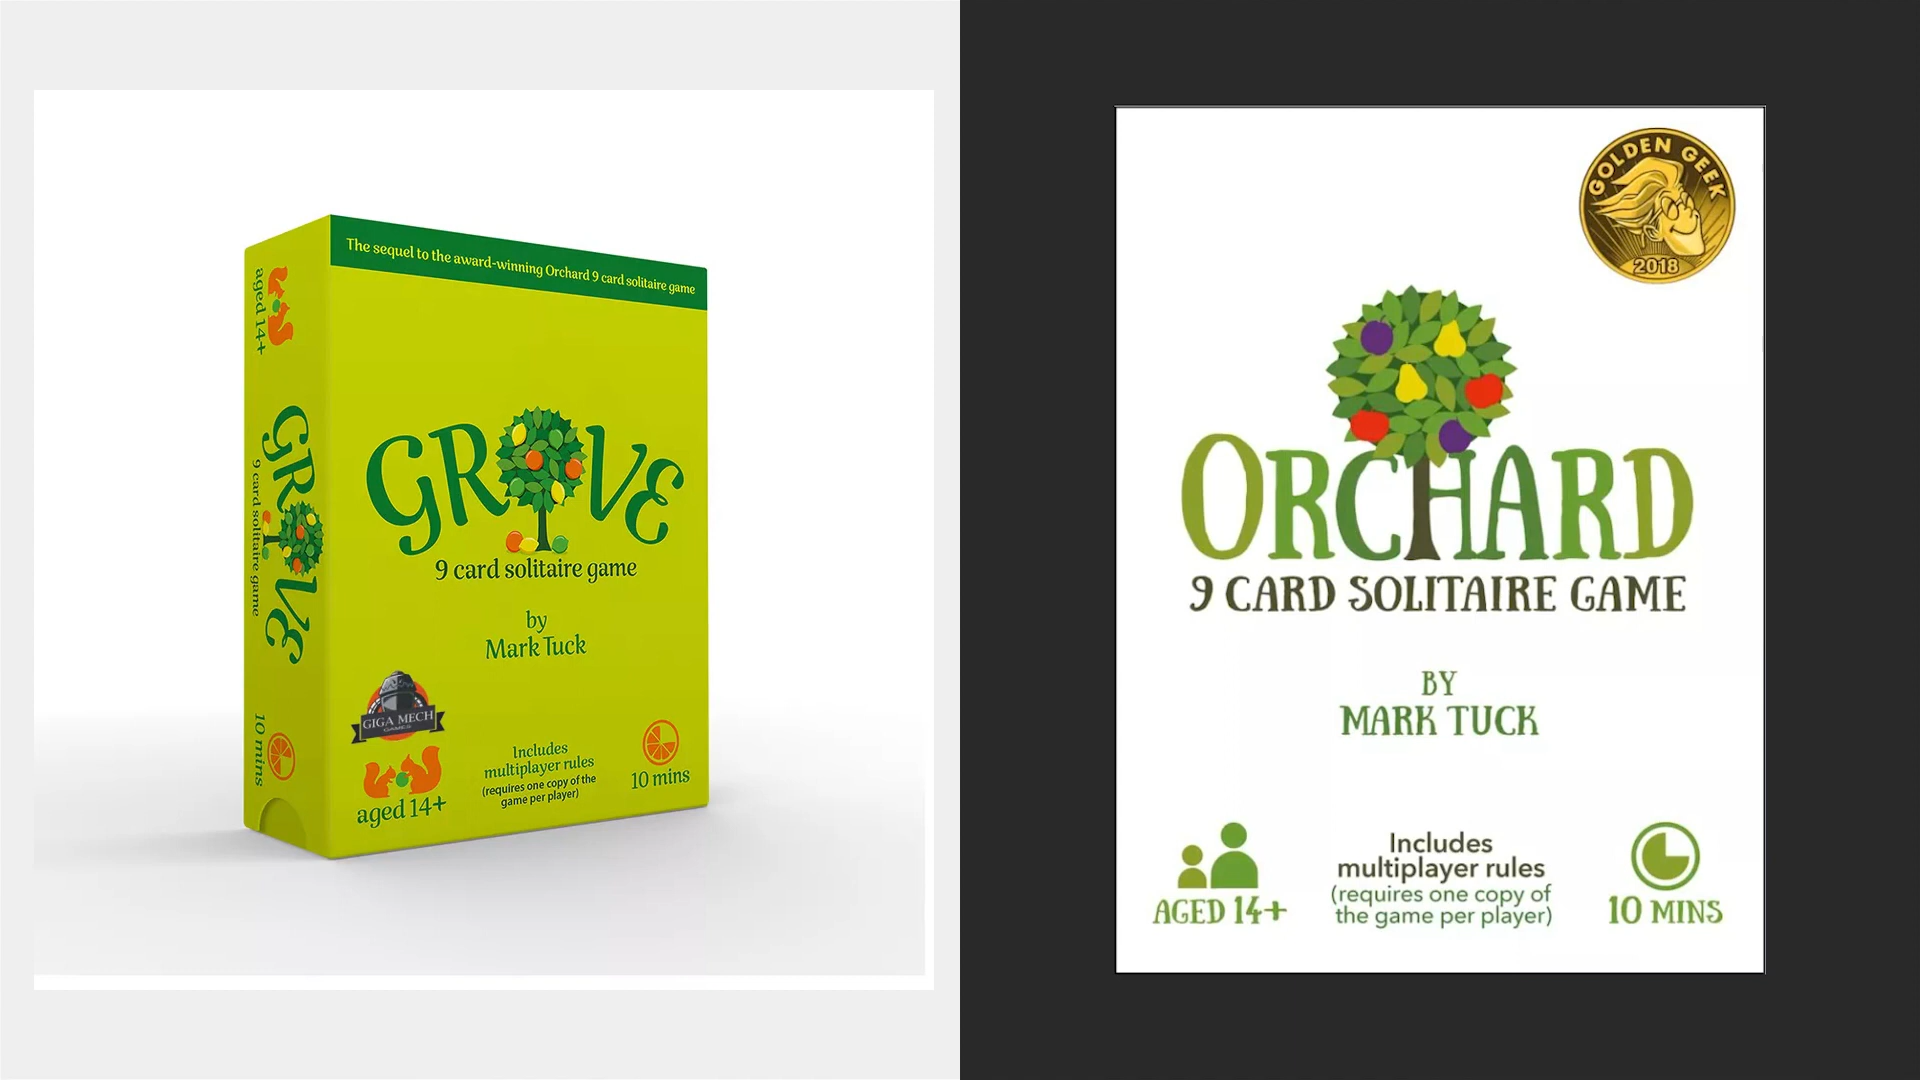 The sequel to the award-winning Orchard 9 card solitaire game
aged 14+
GROVE
9 card solitaire game
10 mins
GROVE
9 card solitaire game
by
Mark Tuck
GIGA MECH
GAMES
aged 14+
Includes
multiplayer rules
(requires one copy of the
game per player)
10 mins
GOLDEN GEEK
2018
ORCHARD
9 CARD SOLITAIRE GAME
BY
MARK TUCK
AGED 14+
Includes
multiplayer rules
(requires one copy of
the game per player)
10 MINS